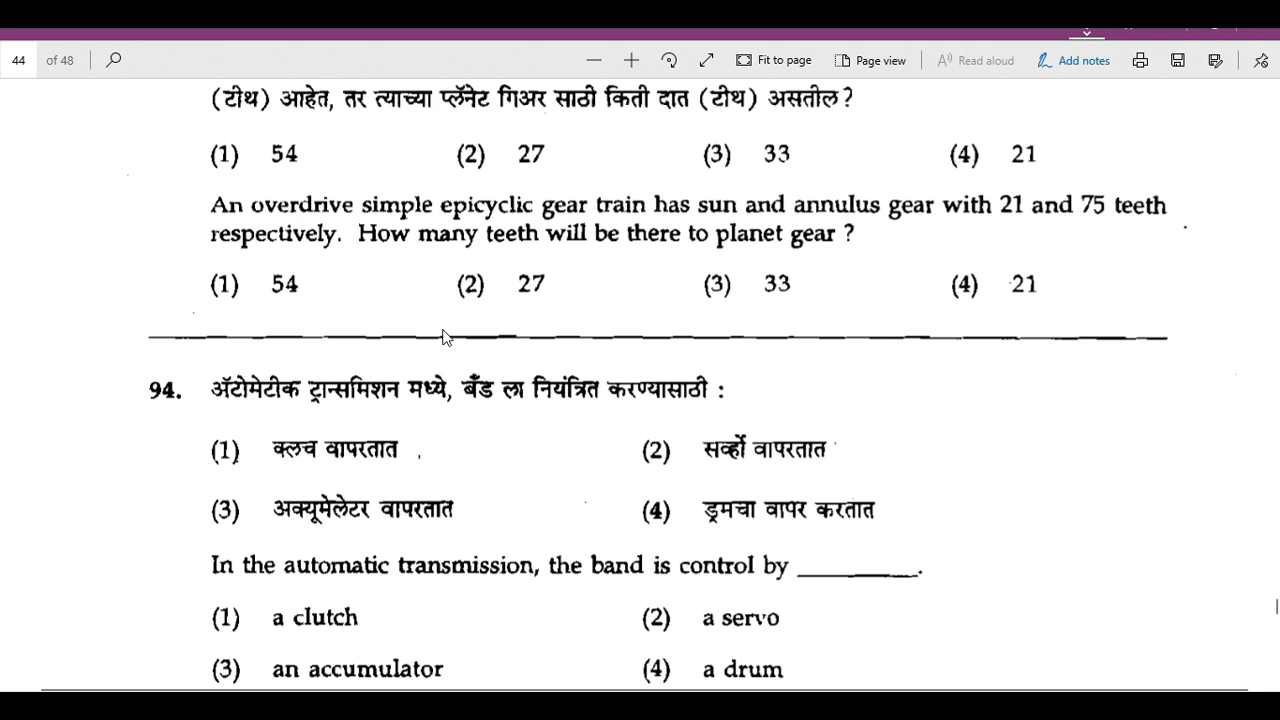 44 of 48 Fit to page Page view Read aloud Add notes
(टीथ) आहेत, तर त्याच्या प्लॅनेट गिअर साठी किती दात (टीथ) असतील ?
(1) 54 (2) 27 (3) 33 (4) 21
An overdrive simple epicyclic gear train has sun and annulus gear with 21 and 75 teeth
respectively. How many teeth will be there to planet gear ?
(1) 54 (2) 27 (3) 33 (4) 21
94. ॲटोमेटीक ट्रान्समिशन मध्ये, बँड ला नियंत्रित करण्यासाठी :
(1) क्लच वापरतात (2) सर्व्हो वापरतात
(3) अक्यूमेलेटर वापरतात (4) ड्रमचा वापर करतात
In the automatic transmission, the band is control by ________.
(1) a clutch (2) a servo
(3) an accumulator (4) a drum